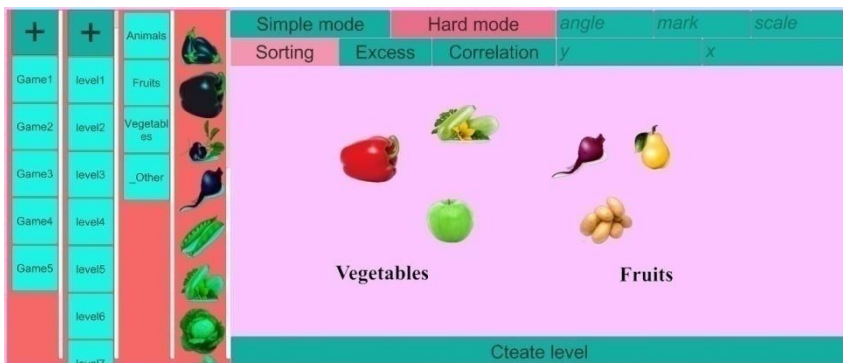 +
+
Game1
Game2
Game3
Game4
Game5
level1
level2
level3
level4
level5
level6
level7
Animals
Fruits
Vegetabl
es
_Other
Simple mode
Hard mode
angle
mark
scale
Sorting
Excess
Correlation
y
x
Vegetables
Fruits
Cteate level